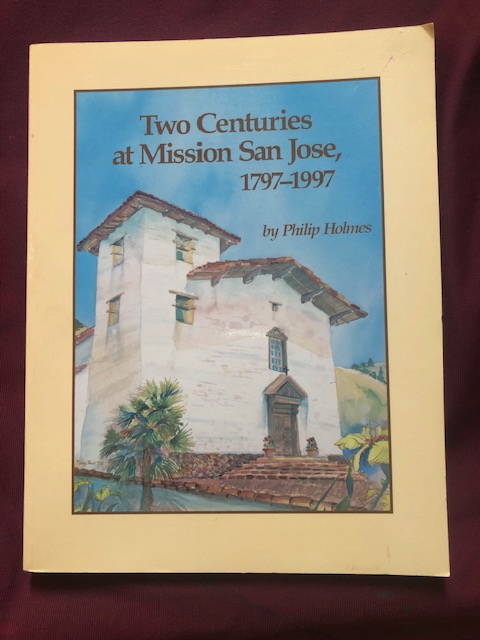 Two Centuries
at Mission San Jose,
1797–1997
by Philip Holmes